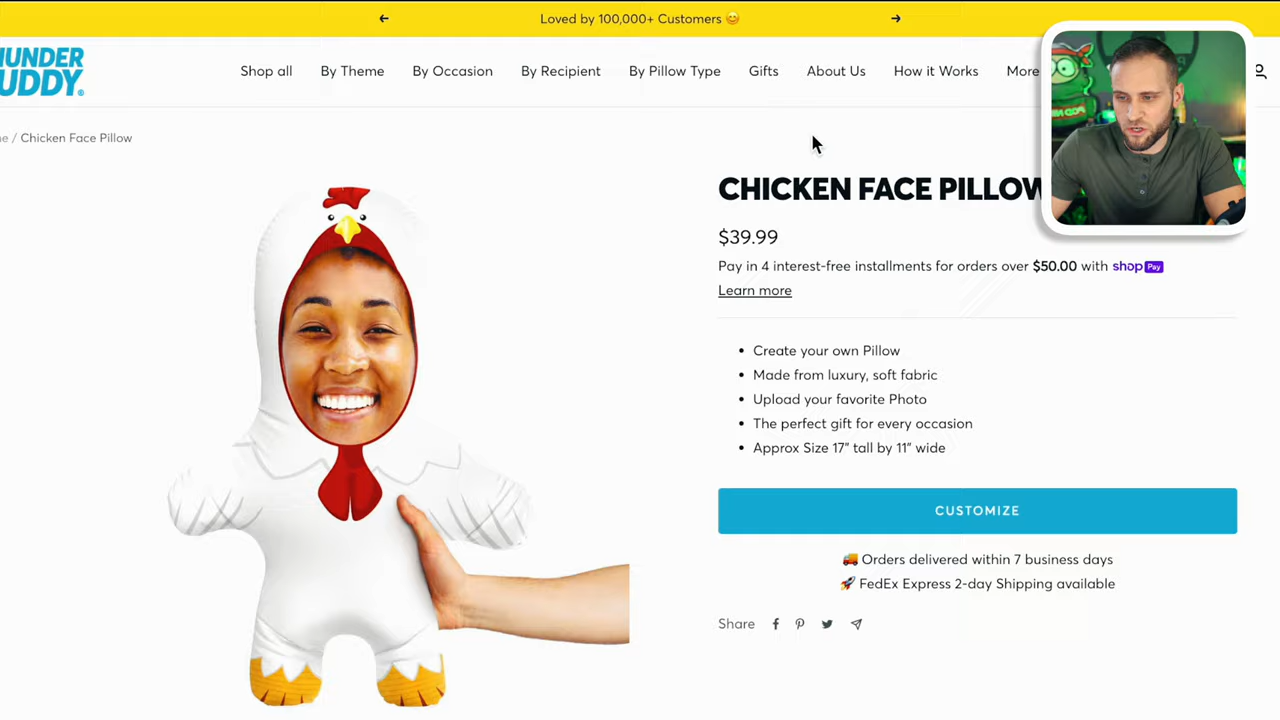 Loved by 100,000+ Customers 😊
HUNDER
UDDY®
Shop all By Theme By Occasion By Recipient By Pillow Type Gifts About Us How it Works More
/ Chicken Face Pillow
CHICKEN FACE PILLOW
$39.99
Pay in 4 interest-free installments for orders over $50.00 with shop Pay
Learn more
• Create your own Pillow
• Made from luxury, soft fabric
• Upload your favorite Photo
• The perfect gift for every occasion
• Approx Size 17" tall by 11" wide
CUSTOMIZE
🚚 Orders delivered within 7 business days
🚀 FedEx Express 2-day Shipping available
Share